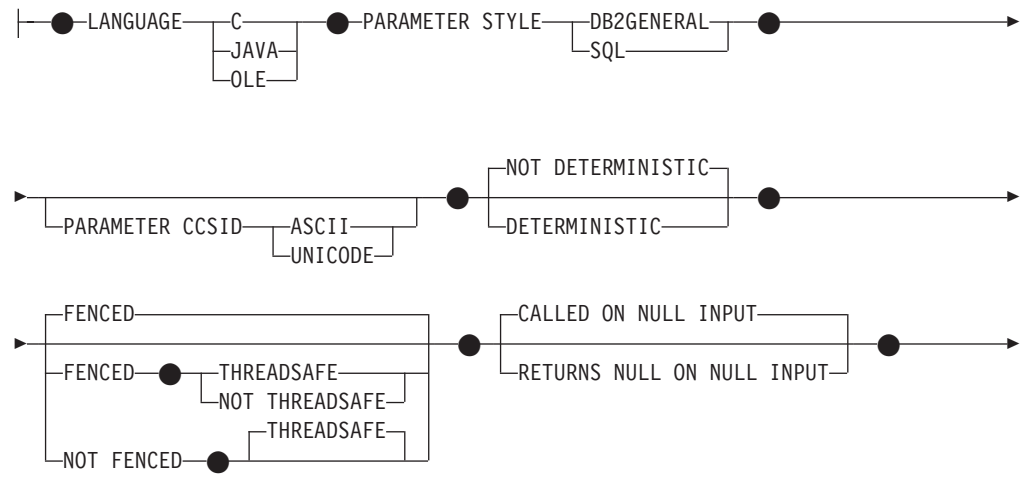 LANGUAGE C PARAMETER STYLE DB2GENERAL
JAVA SQL
OLE
NOT DETERMINISTIC
PARAMETER CCSID ASCII DETERMINISTIC
UNICODE
FENCED CALLED ON NULL INPUT
FENCED THREADSAFE RETURNS NULL ON NULL INPUT
NOT THREADSAFE
THREADSAFE
NOT FENCED